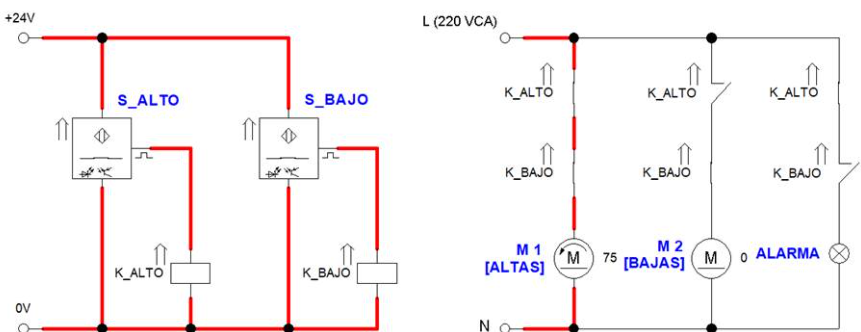 +24V
S_ALTO
S_BAJO
K_ALTO
K_BAJO
0V
L (220 VCA)
K_ALTO
K_ALTO
K_ALTO
K_BAJO
K_BAJO
K_BAJO
M 1
[ALTAS]
M
75
M 2
[BAJAS]
M
0
ALARMA
N